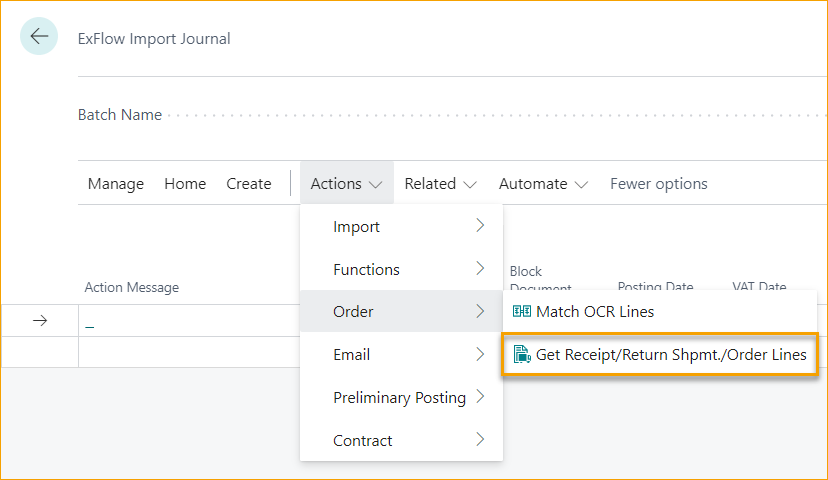 ExFlow Import Journal
Batch Name
Manage Home Create Actions Related Automate Fewer options
Import
Functions
Block
Document
Posting Date
VAT Date
Action Message
Order
Match OCR Lines
_
Email
Get Receipt/Return Shpmt./Order Lines
Preliminary Posting
Contract